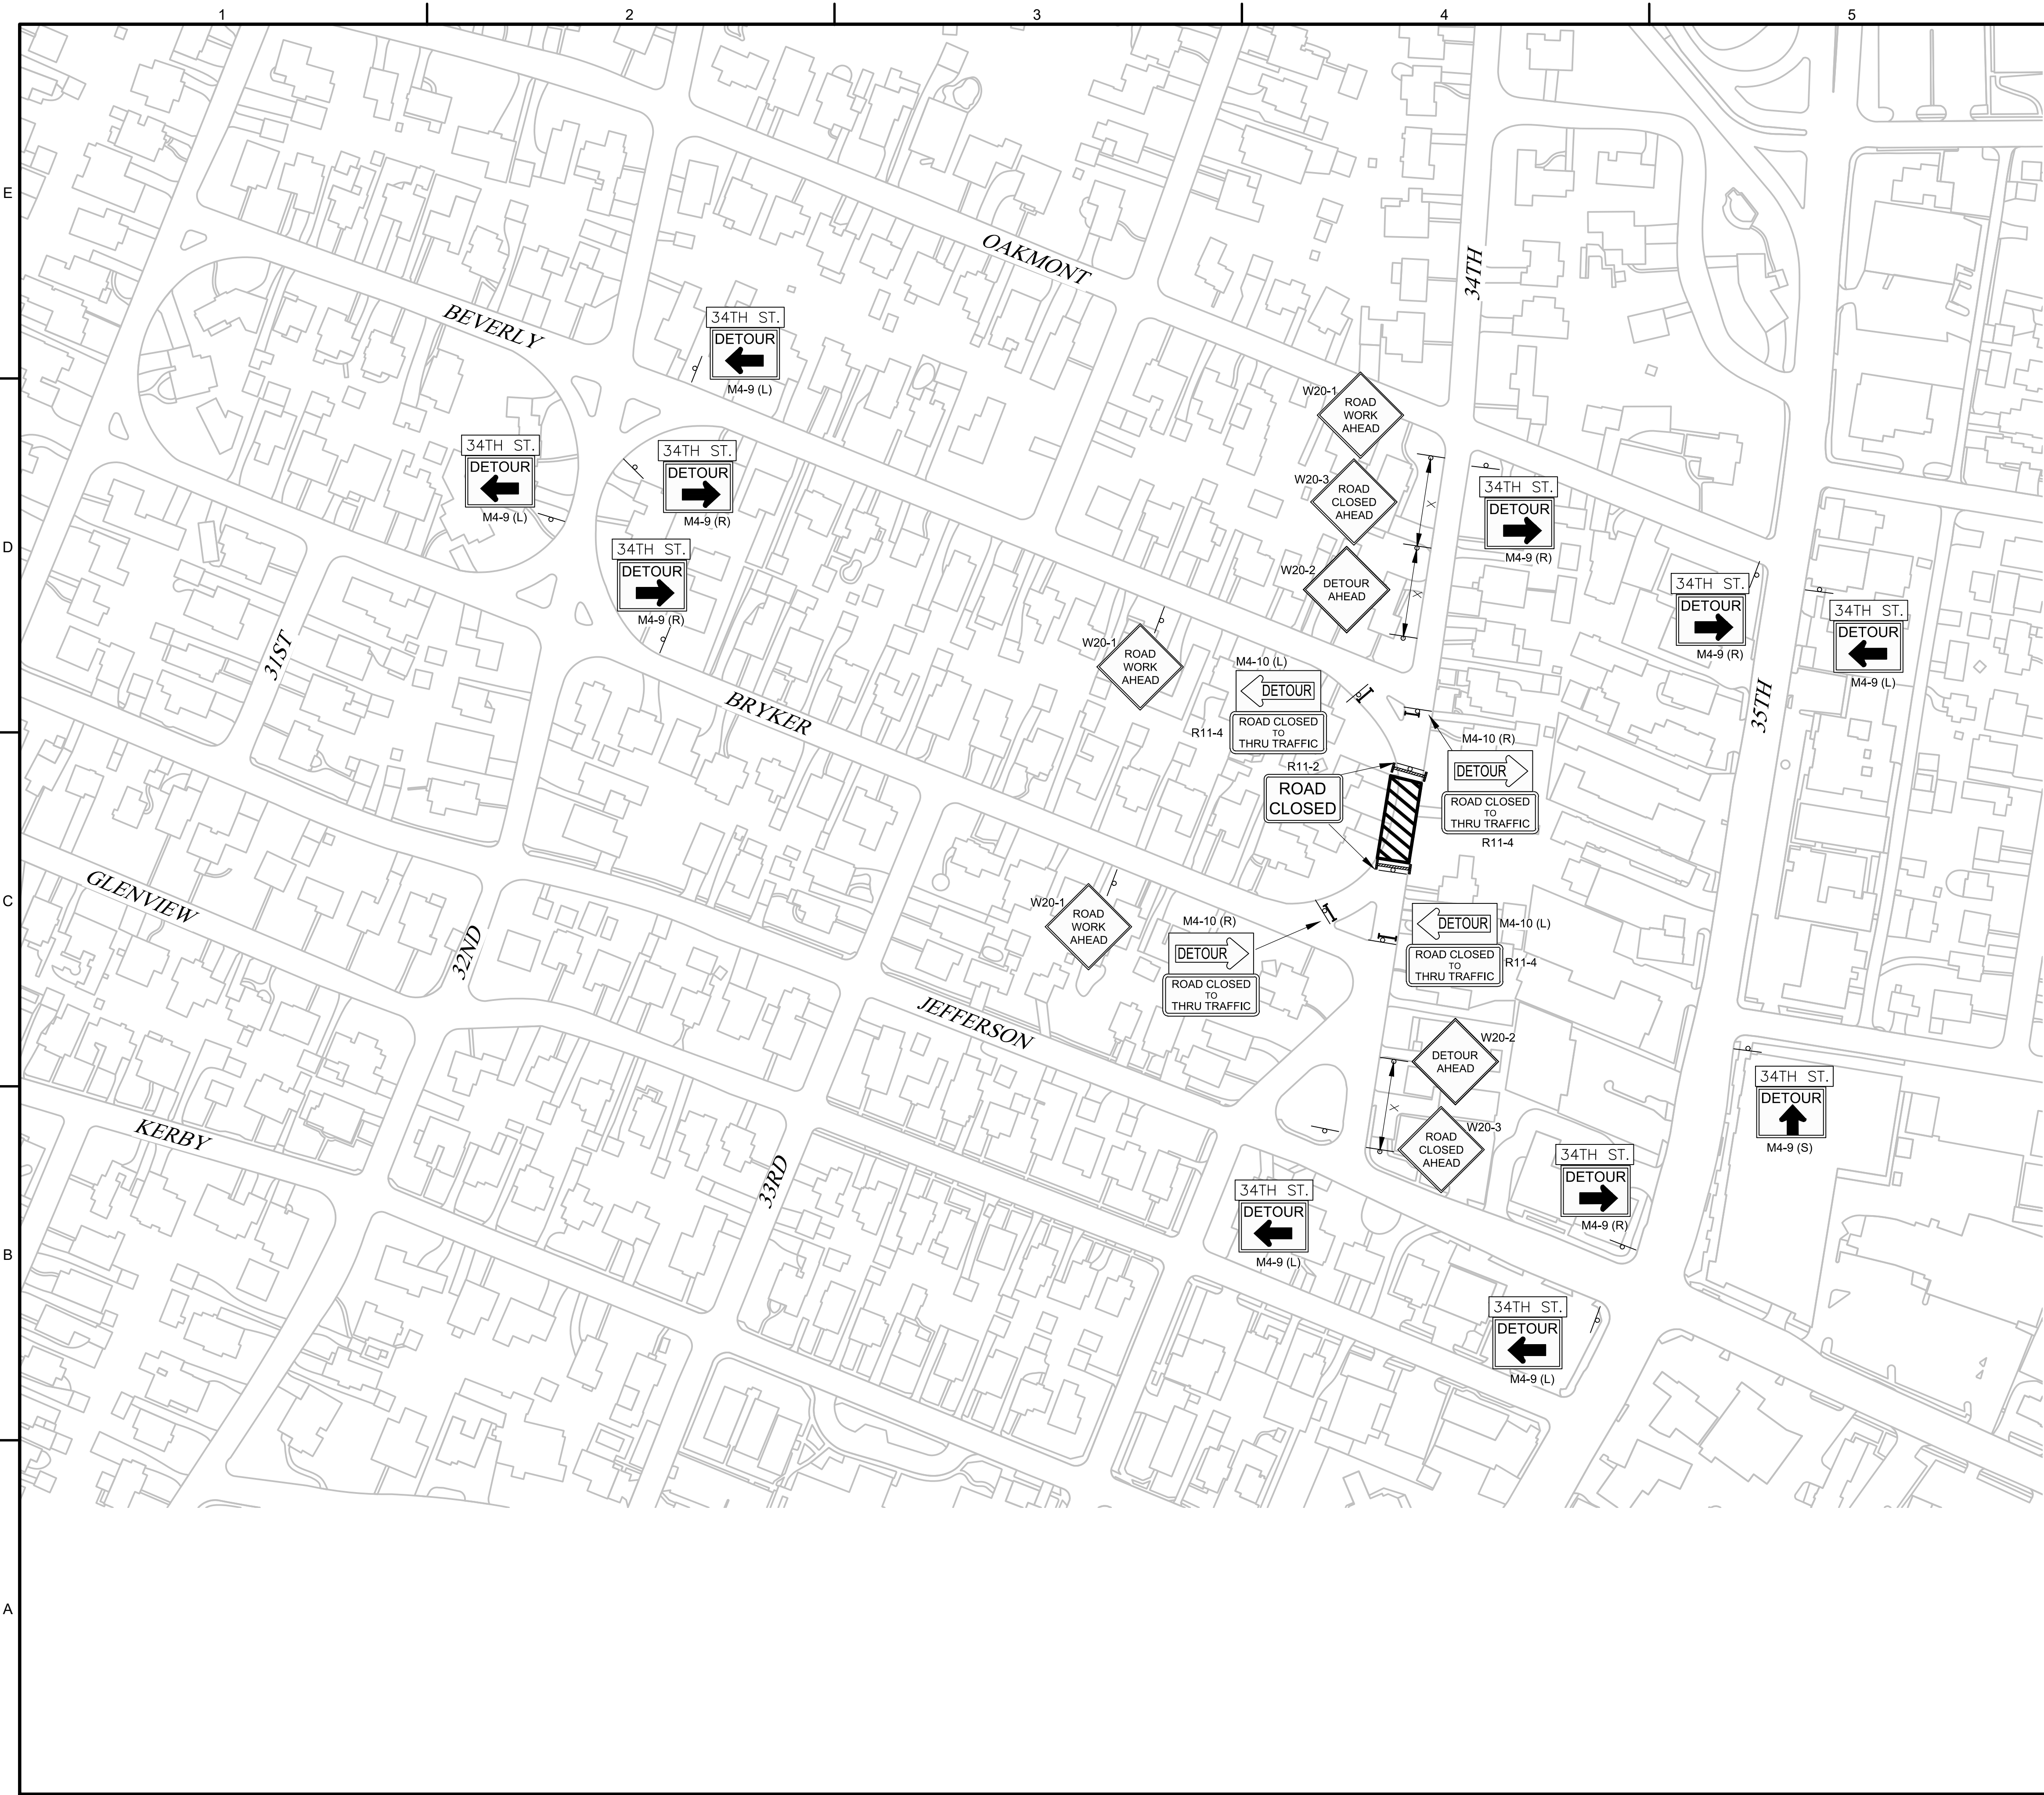 1
2
3
4
5
E
D
C
B
A
OAKMONT
34TH
BEVERLY
34TH ST.
DETOUR
M4-9 (L)
W20-1
ROAD
WORK
AHEAD
34TH ST.
DETOUR
M4-9 (L)
34TH ST.
DETOUR
M4-9 (R)
W20-3
ROAD
CLOSED
AHEAD
X
34TH ST.
DETOUR
M4-9 (R)
34TH ST.
DETOUR
M4-9 (R)
W20-2
DETOUR
AHEAD
X
34TH ST.
DETOUR
M4-9 (R)
34TH ST.
DETOUR
M4-9 (L)
31ST
W20-1
ROAD
WORK
AHEAD
35TH
BRYKER
M4-10 (L)
DETOUR
R11-4
ROAD CLOSED
TO
THRU TRAFFIC
M4-10 (R)
DETOUR
ROAD CLOSED
TO
THRU TRAFFIC
R11-4
R11-2
ROAD
CLOSED
GLENVIEW
32ND
W20-1
ROAD
WORK
AHEAD
M4-10 (R)
DETOUR
ROAD CLOSED
TO
THRU TRAFFIC
DETOUR
M4-10 (L)
ROAD CLOSED
TO
THRU TRAFFIC
R11-4
JEFFERSON
W20-2
DETOUR
AHEAD
X
W20-3
ROAD
CLOSED
AHEAD
34TH ST.
DETOUR
M4-9 (S)
KERBY
33RD
34TH ST.
DETOUR
M4-9 (R)
34TH ST.
DETOUR
M4-9 (L)
34TH ST.
DETOUR
M4-9 (L)